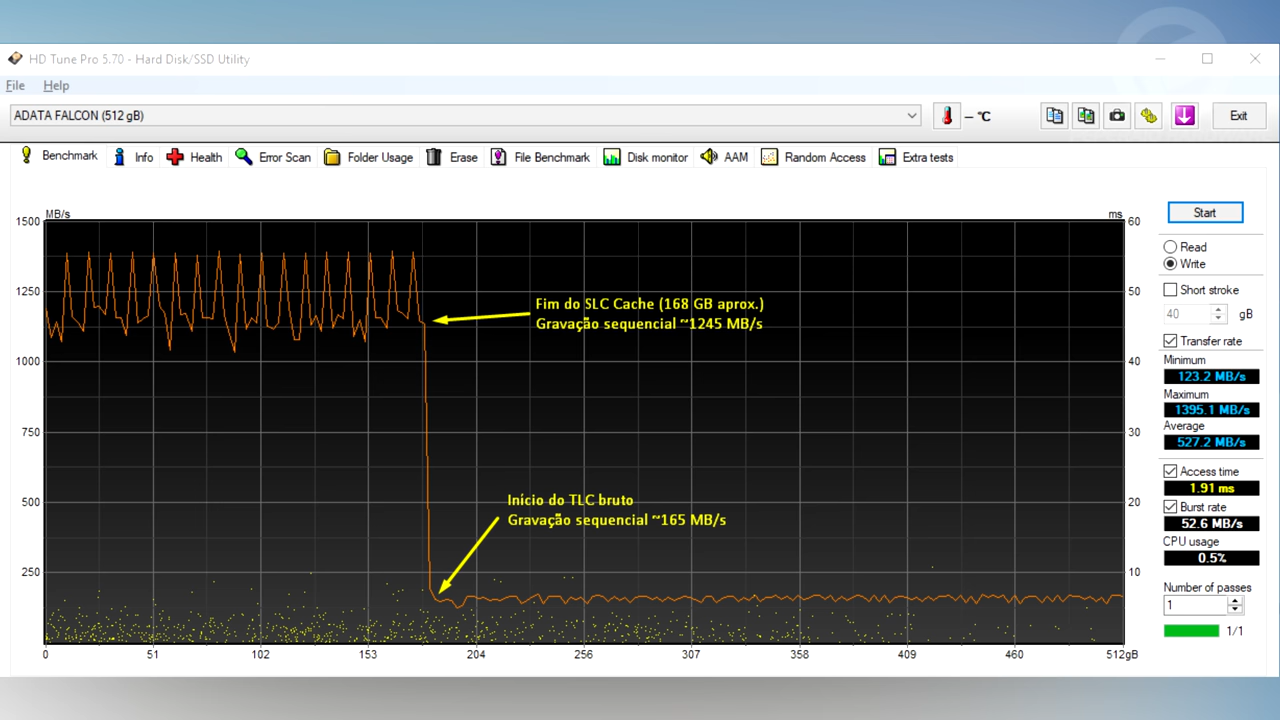 HD Tune Pro 5.70 - Hard Disk/SSD Utility
File Help
ADATA FALCON (512 gB)
– °C
Exit
Benchmark Info Health Error Scan Folder Usage Erase File Benchmark Disk monitor AAM Random Access Extra tests
MB/s
ms
1500
1250
1000
750
500
250
60
50
40
30
20
10
0 51 102 153 204 256 307 358 409 460 512gB
Fim do SLC Cache (168 GB aprox.)
Gravação sequencial ~1245 MB/s
Início do TLC bruto
Gravação sequencial ~165 MB/s
Start
Read
Write
Short stroke
40 gB
Transfer rate
Minimum
123.2 MB/s
Maximum
1395.1 MB/s
Average
527.2 MB/s
Access time
1.91 ms
Burst rate
52.6 MB/s
CPU usage
0.5%
Number of passes
1
1/1